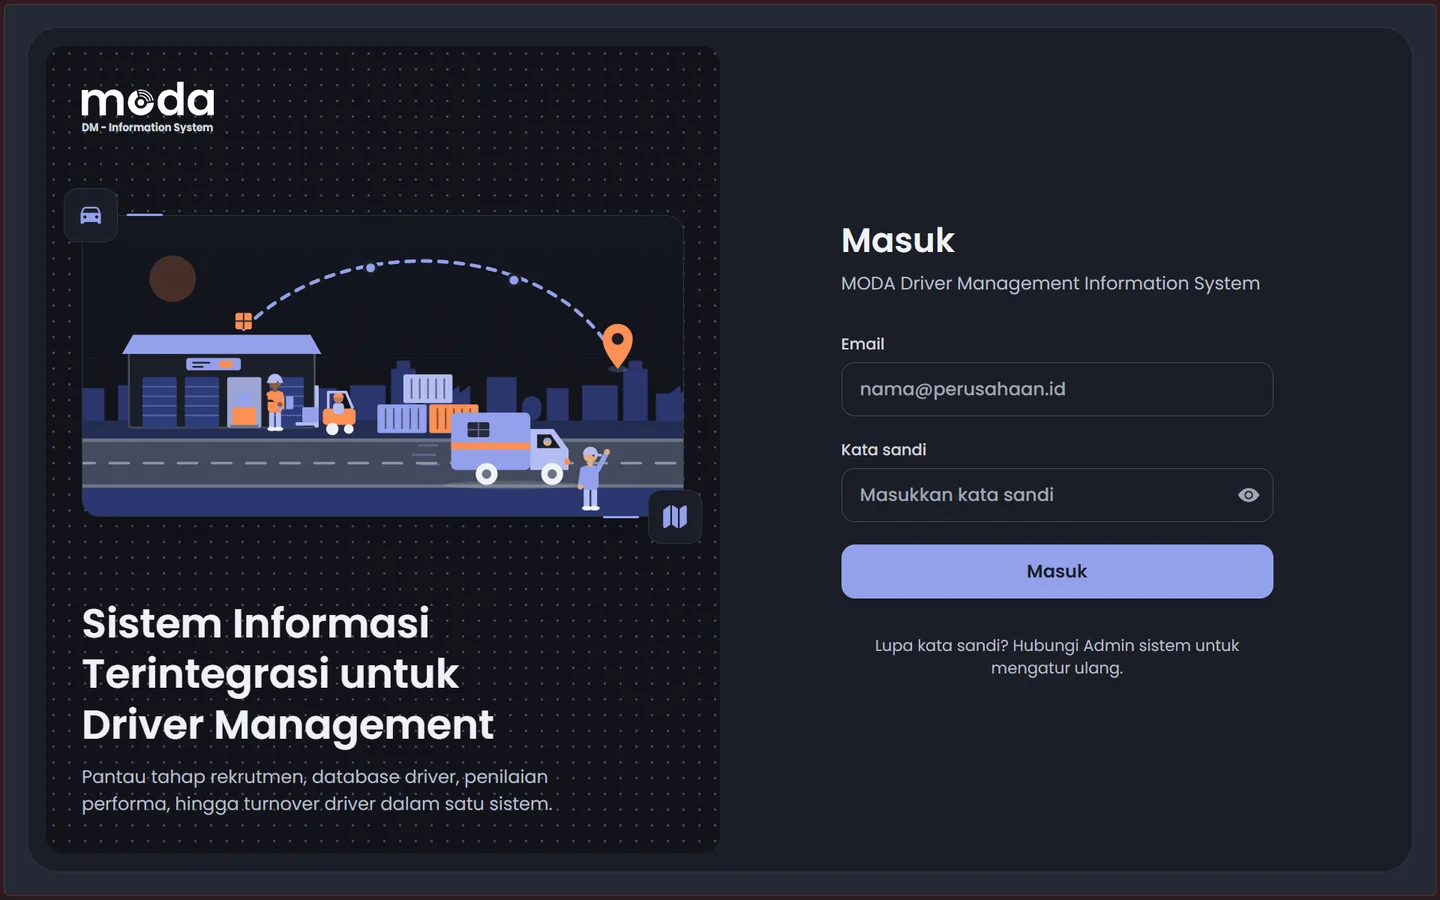 moda
DM - Information System
Sistem Informasi
Terintegrasi untuk
Driver Management
Pantau tahap rekrutmen, database driver, penilaian
performa, hingga turnover driver dalam satu sistem.
Masuk
MODA Driver Management Information System
Email
nama@perusahaan.id
Kata sandi
Masukkan kata sandi
Masuk
Lupa kata sandi? Hubungi Admin sistem untuk
mengatur ulang.